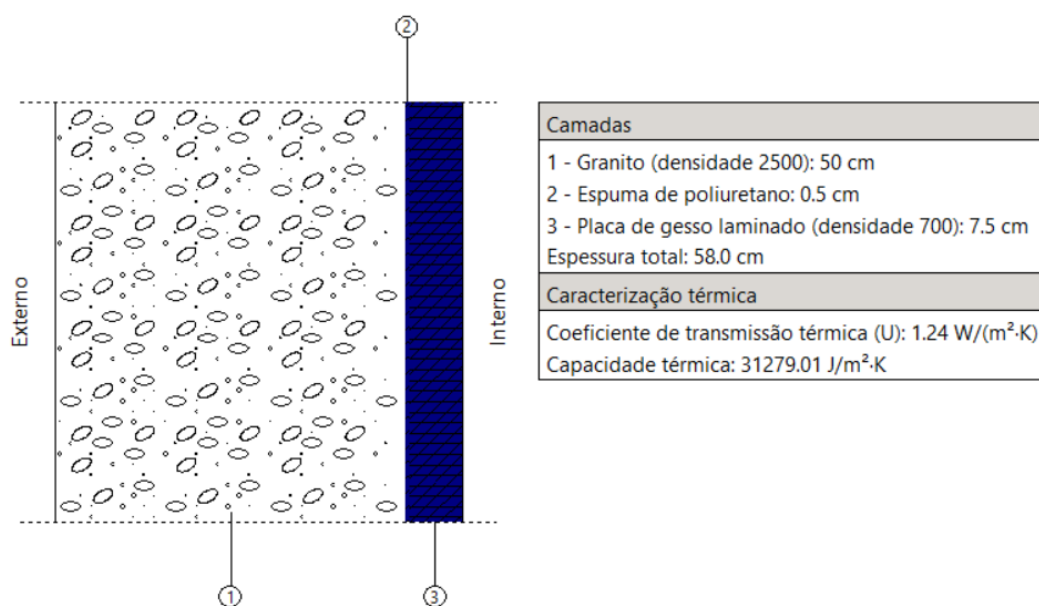 2
Externo
Interno
1
3
Camadas
1 - Granito (densidade 2500): 50 cm
2 - Espuma de poliuretano: 0.5 cm
3 - Placa de gesso laminado (densidade 700): 7.5 cm
Espessura total: 58.0 cm
Caracterização térmica
Coeficiente de transmissão térmica (U): 1.24 W/(m²·K)
Capacidade térmica: 31279.01 J/m²·K